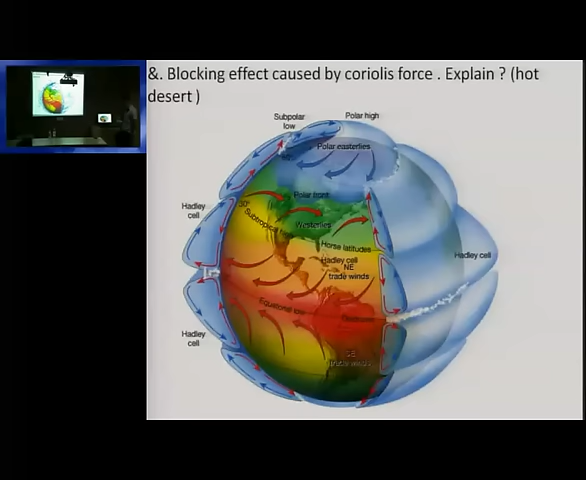 &. Blocking effect caused by coriolis force . Explain ? (hot
desert )
Subpolar
low
Polar high
Polar easterlies
Polar front
30°
Hadley
cell
Westerlies
Horse latitudes
Hadley cell
NE
trade winds
Hadley cell
Equatorial low
Hadley
cell
SE
trade winds